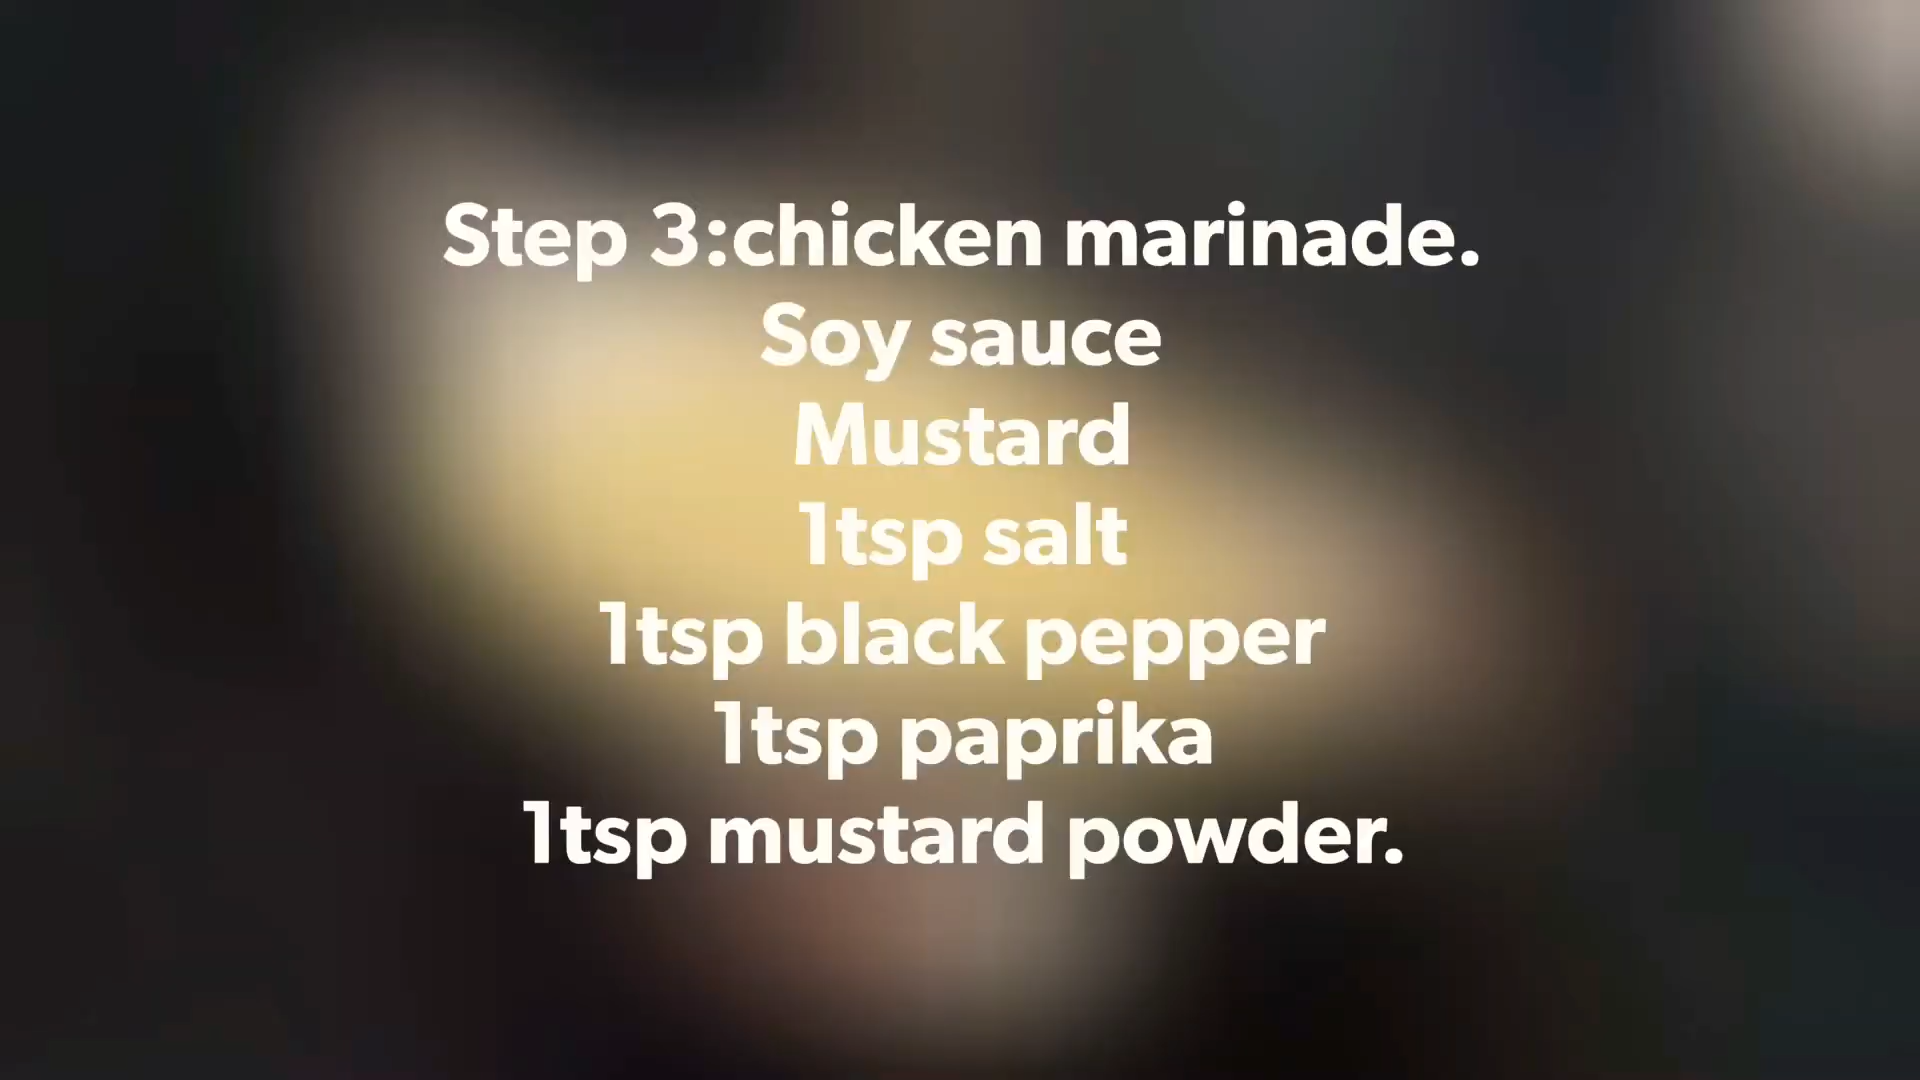 Step 3:chicken marinade.
Soy sauce
Mustard
1tsp salt
1tsp black pepper
1tsp paprika
1tsp mustard powder.